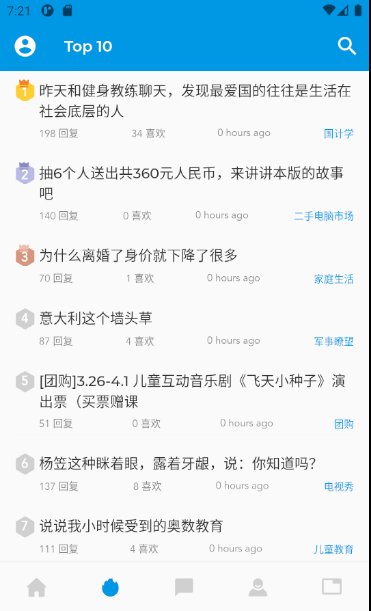 7:21
Top 10
1
昨天和健身教练聊天，发现最爱国的往往是生活在
社会底层的人
198 回复 34 喜欢 0 hours ago 国计学
2
抽6个人送出共360元人民币，来讲讲本版的故事
吧
140 回复 0 喜欢 0 hours ago 二手电脑市场
3
为什么离婚了身价就下降了很多
70 回复 1 喜欢 0 hours ago 家庭生活
4
意大利这个墙头草
87 回复 4 喜欢 0 hours ago 军事瞭望
5
[团购]3.26-4.1 儿童互动音乐剧《飞天小种子》演
出票（买票赠课
51 回复 0 喜欢 0 hours ago 团购
6
杨笠这种眯着眼，露着牙龈，说：你知道吗？
137 回复 8 喜欢 0 hours ago 电视秀
7
说说我小时候受到的奥数教育
111 回复 4 喜欢 0 hours ago 儿童教育